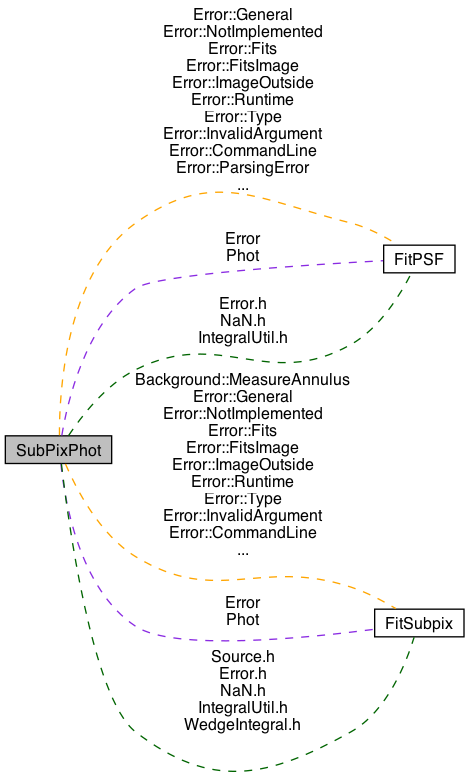 Error::General
Error::NotImplemented
Error::Fits
Error::FitsImage
Error::ImageOutside
Error::Runtime
Error::Type
Error::InvalidArgument
Error::CommandLine
Error::ParsingError
...
Error
Phot
FitPSF
Error.h
NaN.h
IntegralUtil.h
Background::MeasureAnnulus
Error::General
Error::NotImplemented
Error::Fits
Error::FitsImage
SubPixPhot
Error::ImageOutside
Error::Runtime
Error::Type
Error::InvalidArgument
Error::CommandLine
...
Error
Phot
FitSubpix
Source.h
Error.h
NaN.h
IntegralUtil.h
WedgeIntegral.h